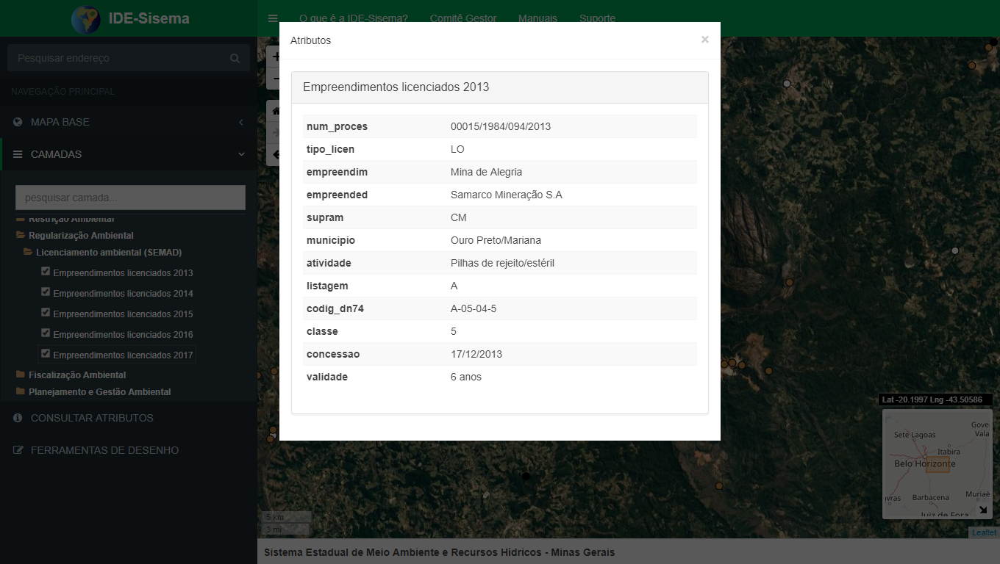 IDE-Sisema
O que é a IDE-Sisema?
Comitê Gestor
Manuais
Suporte
Pesquisar endereço
NAVEGAÇÃO PRINCIPAL
MAPA BASE
CAMADAS
pesquisar camada...
Restrição Ambiental
Regularização Ambiental
Licenciamento ambiental (SEMAD)
Empreendimentos licenciados 2013
Empreendimentos licenciados 2014
Empreendimentos licenciados 2015
Empreendimentos licenciados 2016
Empreendimentos licenciados 2017
Fiscalização Ambiental
Planejamento e Gestão Ambiental
CONSULTAR ATRIBUTOS
FERRAMENTAS DE DESENHO
Atributos
×
Empreendimentos licenciados 2013
num_proces 00015/1984/094/2013
tipo_licen LO
empreendim Mina de Alegria
empreended Samarco Mineração S.A
supram CM
municipio Ouro Preto/Mariana
atividade Pilhas de rejeito/estéril
listagem A
codig_dn74 A-05-04-5
classe 5
concessao 17/12/2013
validade 6 anos
Lat -20.1997 Lng -43.50586
Gove
Vala
Sete Lagoas
Itabira
Belo Horizonte
Muriaé
vras
Barbacena
Juiz de Fora
5 km
3 mi
Leaflet
Sistema Estadual de Meio Ambiente e Recursos Hídricos - Minas Gerais